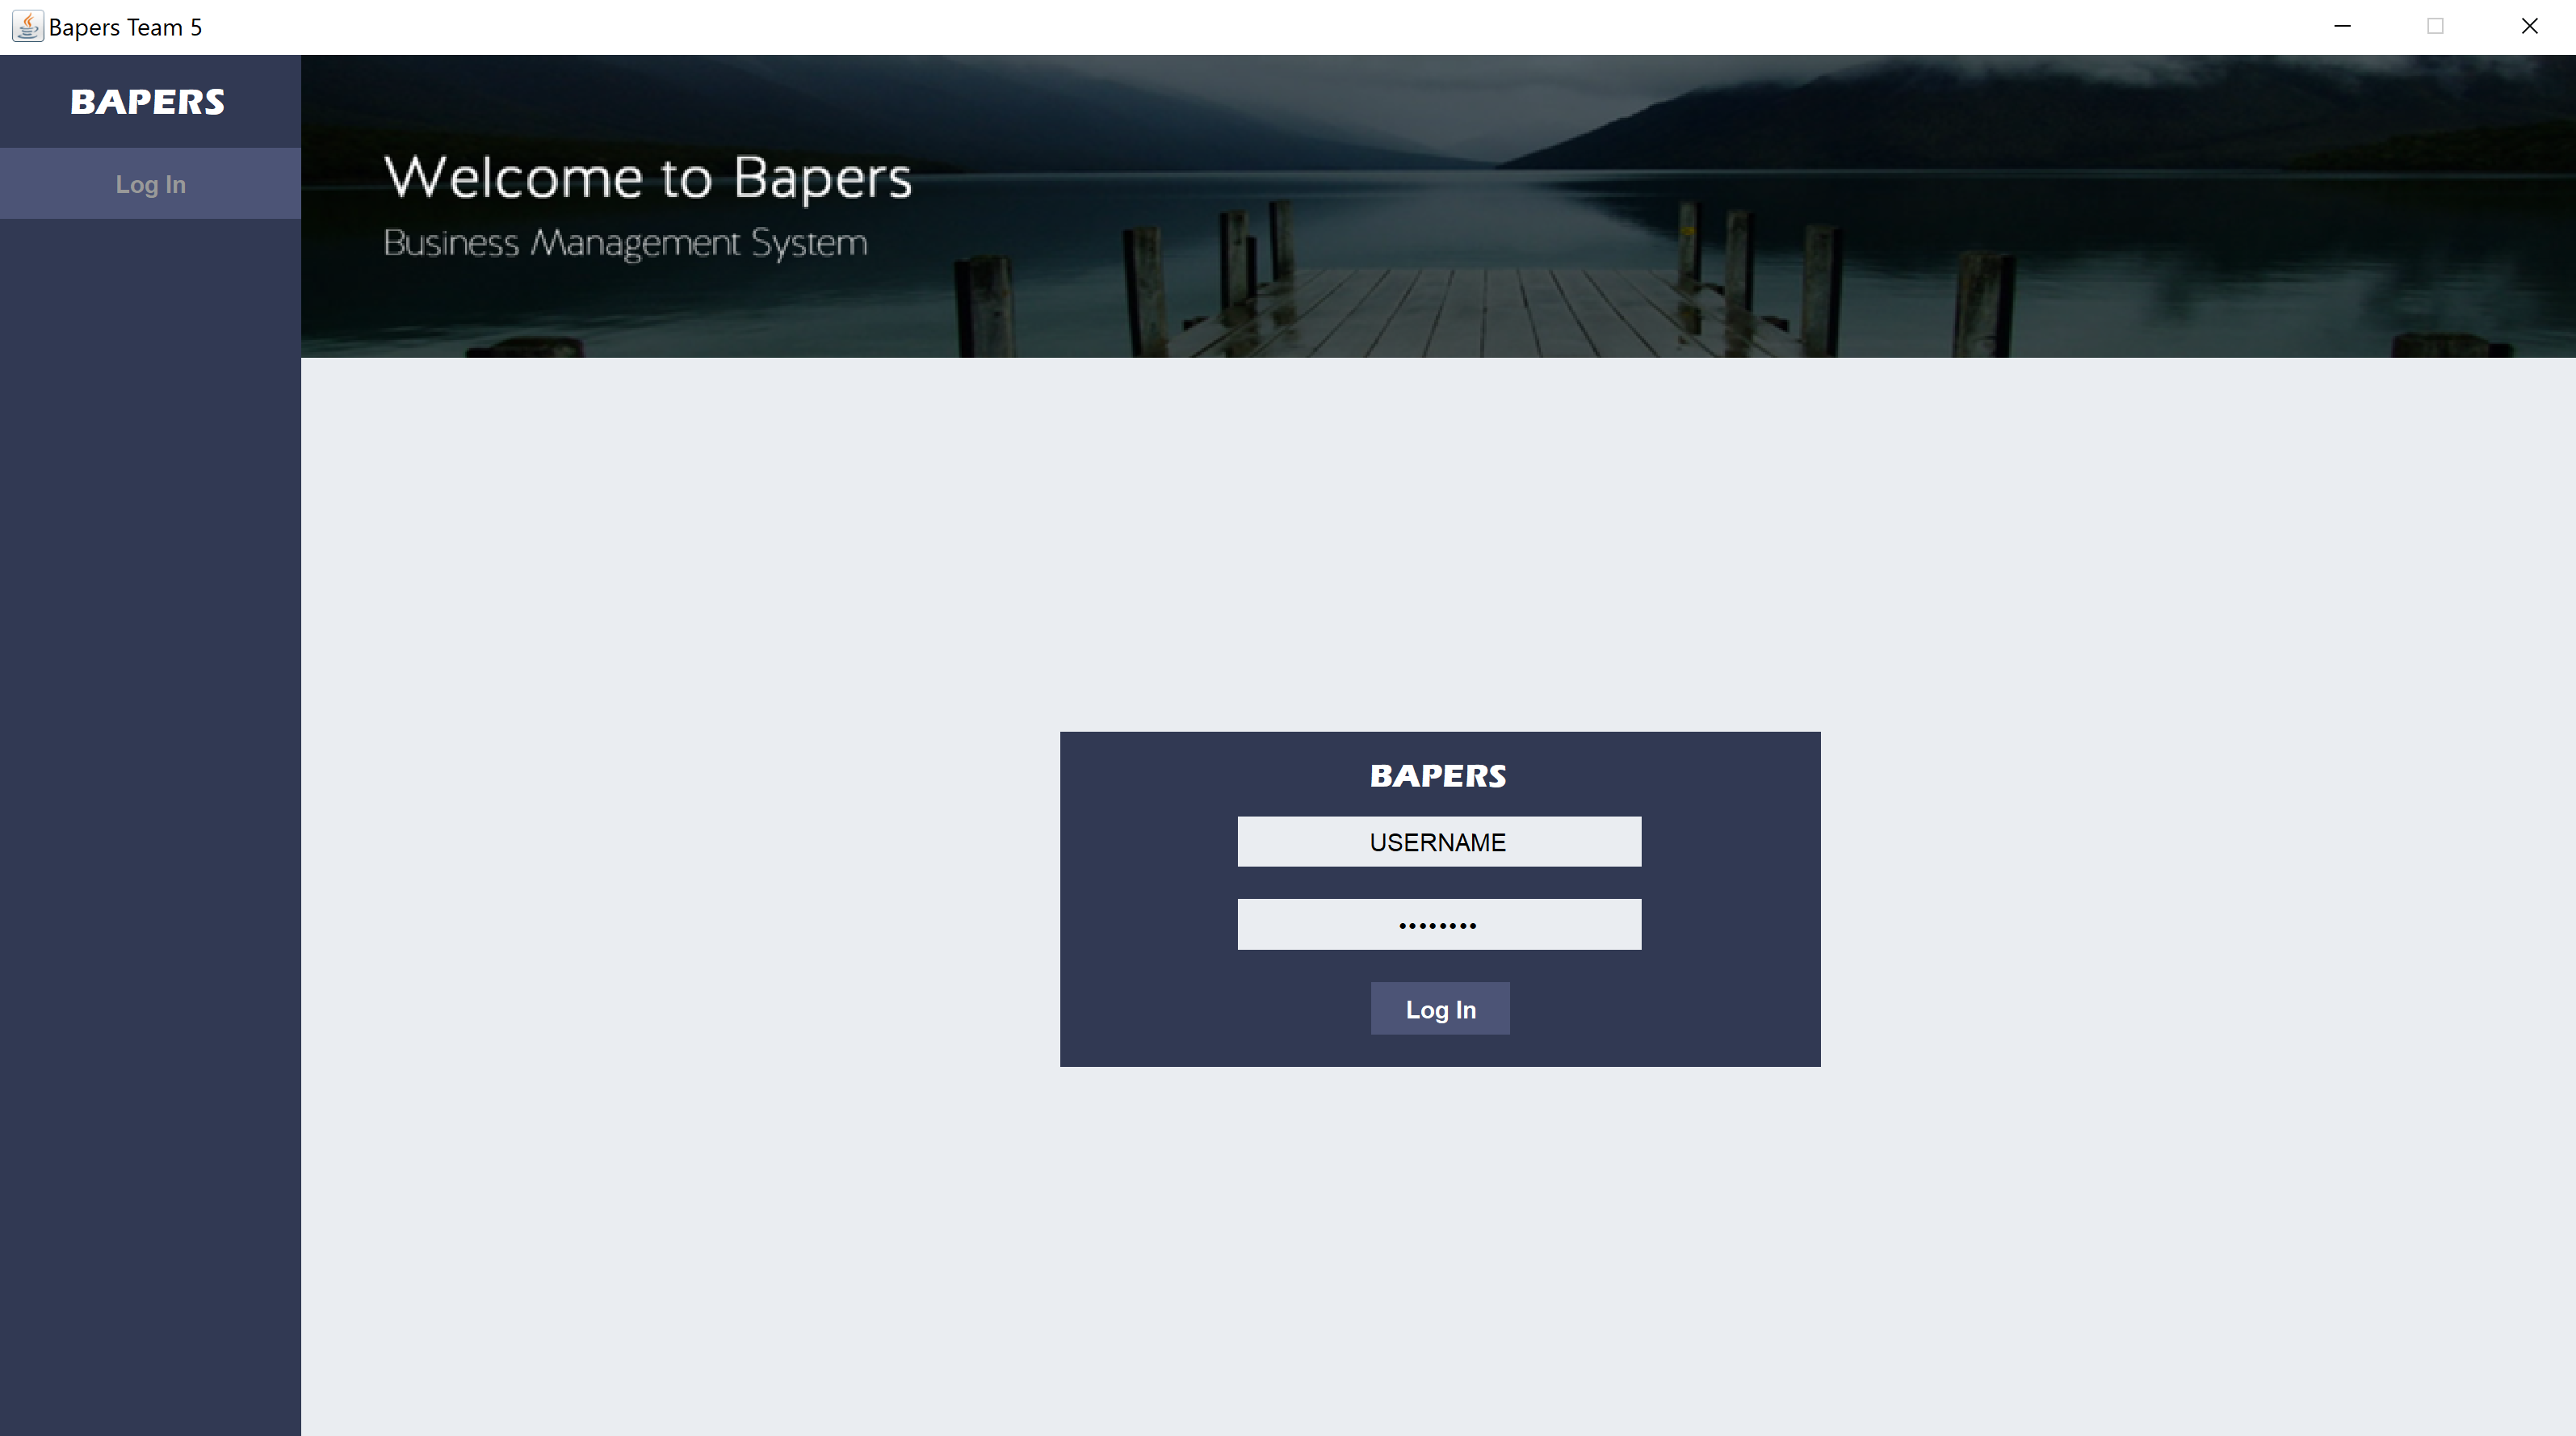 Bapers Team 5
BAPERS
Log In
Welcome to Bapers
Business Management System
BAPERS
USERNAME
••••••••
Log In